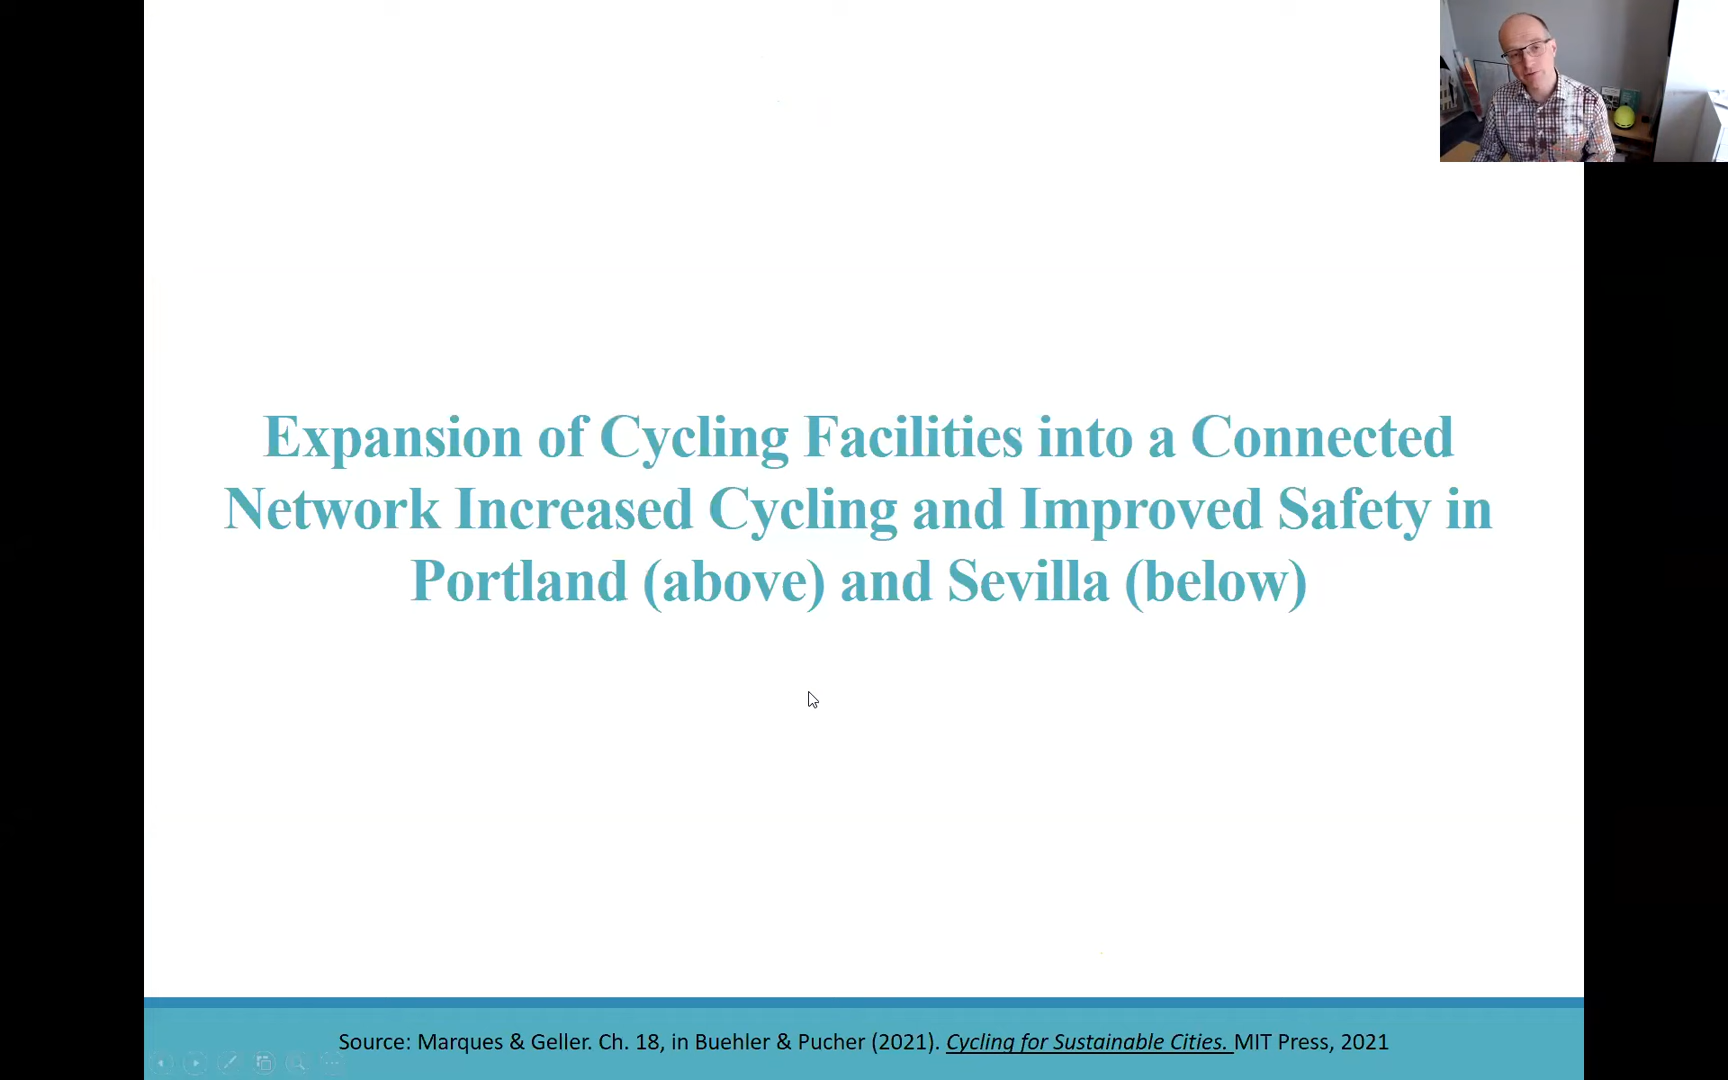 Expansion of Cycling Facilities into a Connected
Network Increased Cycling and Improved Safety in
Portland (above) and Sevilla (below)
Source: Marques & Geller. Ch. 18, in Buehler & Pucher (2021). Cycling for Sustainable Cities. MIT Press, 2021